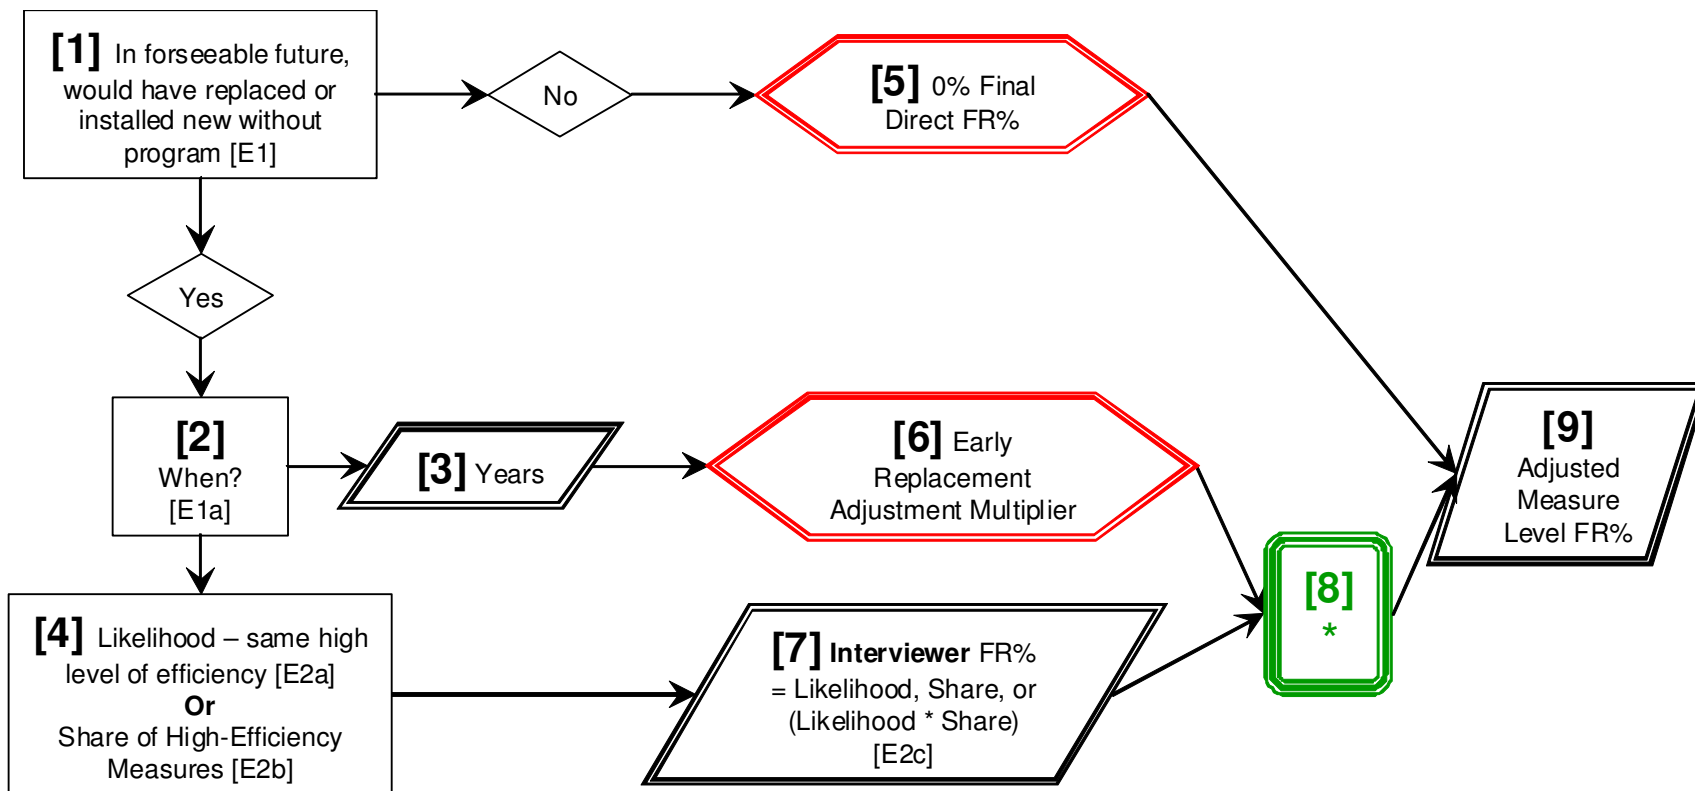 [1] In forseeable future,
would have replaced or
installed new without
program [E1]
No
[5] 0% Final
Direct FR%
Yes
[2]
When?
[E1a]
[3] Years
[6] Early
Replacement
Adjustment Multiplier
[9]
Adjusted
Measure
Level FR%
[4] Likelihood – same high
level of efficiency [E2a]
Or
Share of High-Efficiency
Measures [E2b]
[7] Interviewer FR%
= Likelihood, Share, or
(Likelihood * Share)
[E2c]
[8]
*